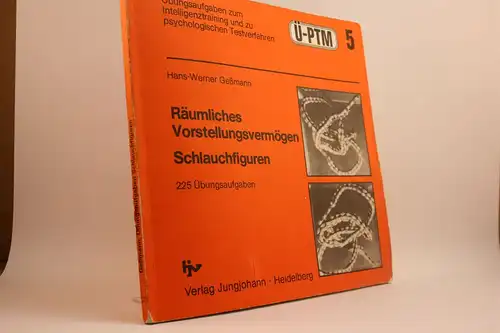 Übungsaufgaben zum
Intelligenztraining und zu
psychologischen Testverfahren
Ü-PTM 5
Hans-Werner Geßmann
Räumliches
Vorstellungsvermögen
Schlauchfiguren
225 Übungsaufgaben
Verlag Jungjohann · Heidelberg